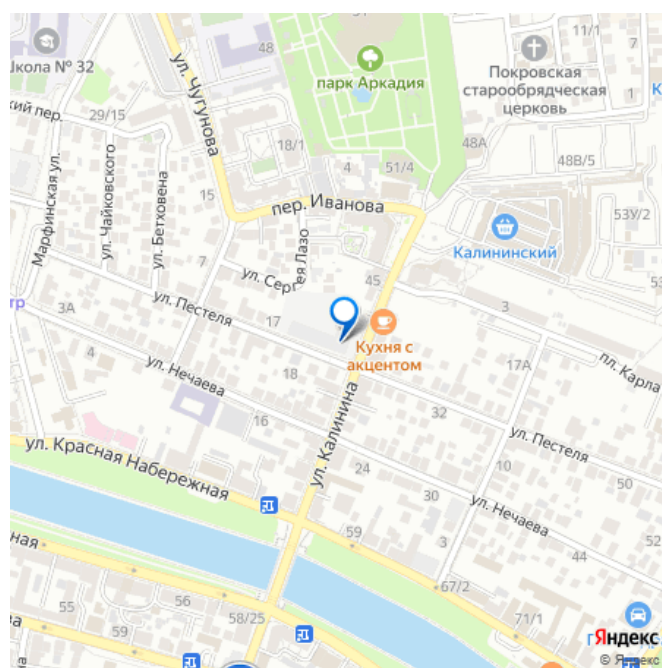 Школа № 32
48
парк Аркадия
11/1
Покровская
старообрядческая
церковь
1
ул. Чугунова
29/15
18/1
4
51/4
48А
48В/5
Марфинская ул.
ул. Чайковского
ул. Бетховена
15
пер. Иванова
53У/2
Калининский
7
ул. Сергея Лазо
45
53
3А
ул. Пестеля
17
3
Кухня с
акцентом
17А
пл. Карла
4
ул. Нечаева
18
16
32
ул. Калинина
ул. Пестеля
ул. Красная Набережная
24
10
50
30
ул. Нечаева
59
3
52
44
67/2
55
56
58/25
59
71/1
Яндекс
© Яндекс